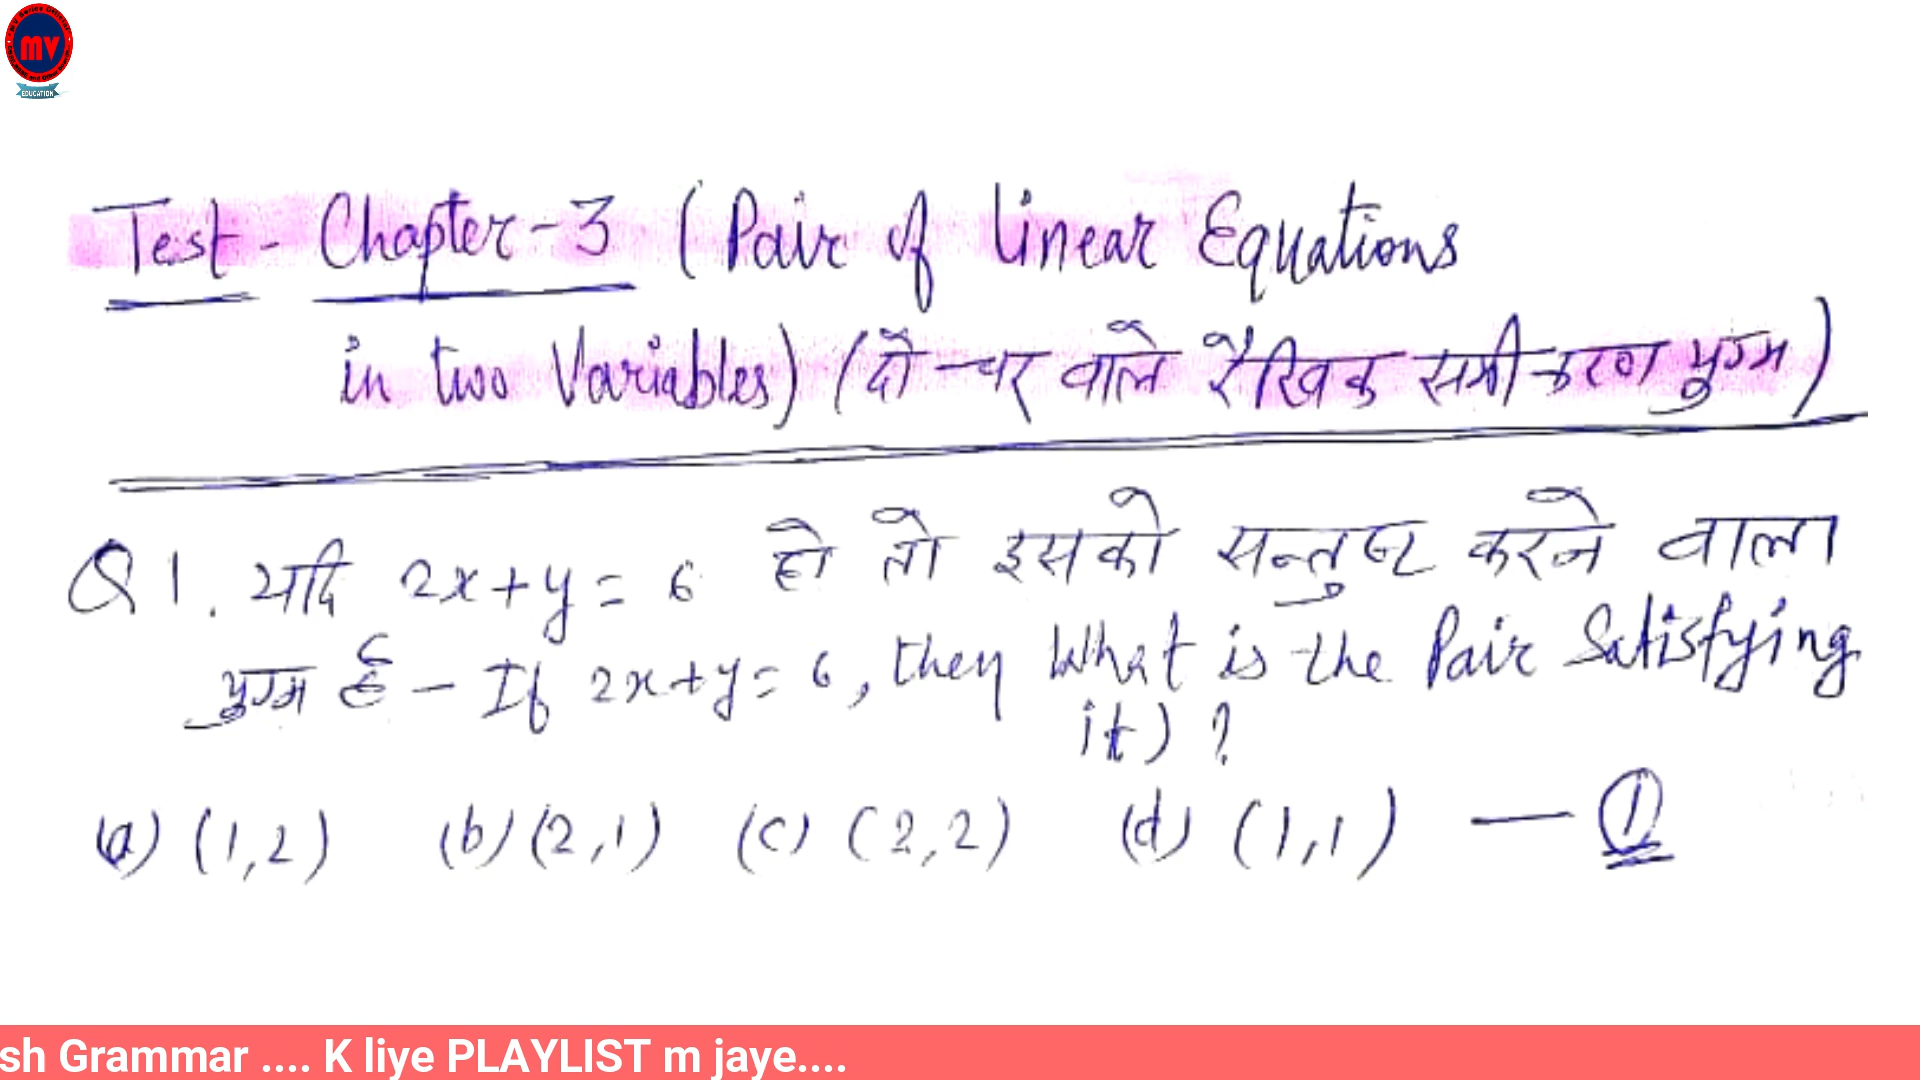 mv
EDUCATION
Test - Chapter-3 (Pair of linear Equations
in two Variables) (दो चर वाले रैखिक समीकरण युग्म)
Q1. यदि 2x+y=6 हो तो इसको सन्तुष्ट करने वाला
युग्म है - If 2x+y=6, then What is the Pair Satisfying
it) ?
(a) (1,2) (b) (2,1) (c) (2,2) (d) (1,1) — ①
sh Grammar .... K liye PLAYLIST m jaye....